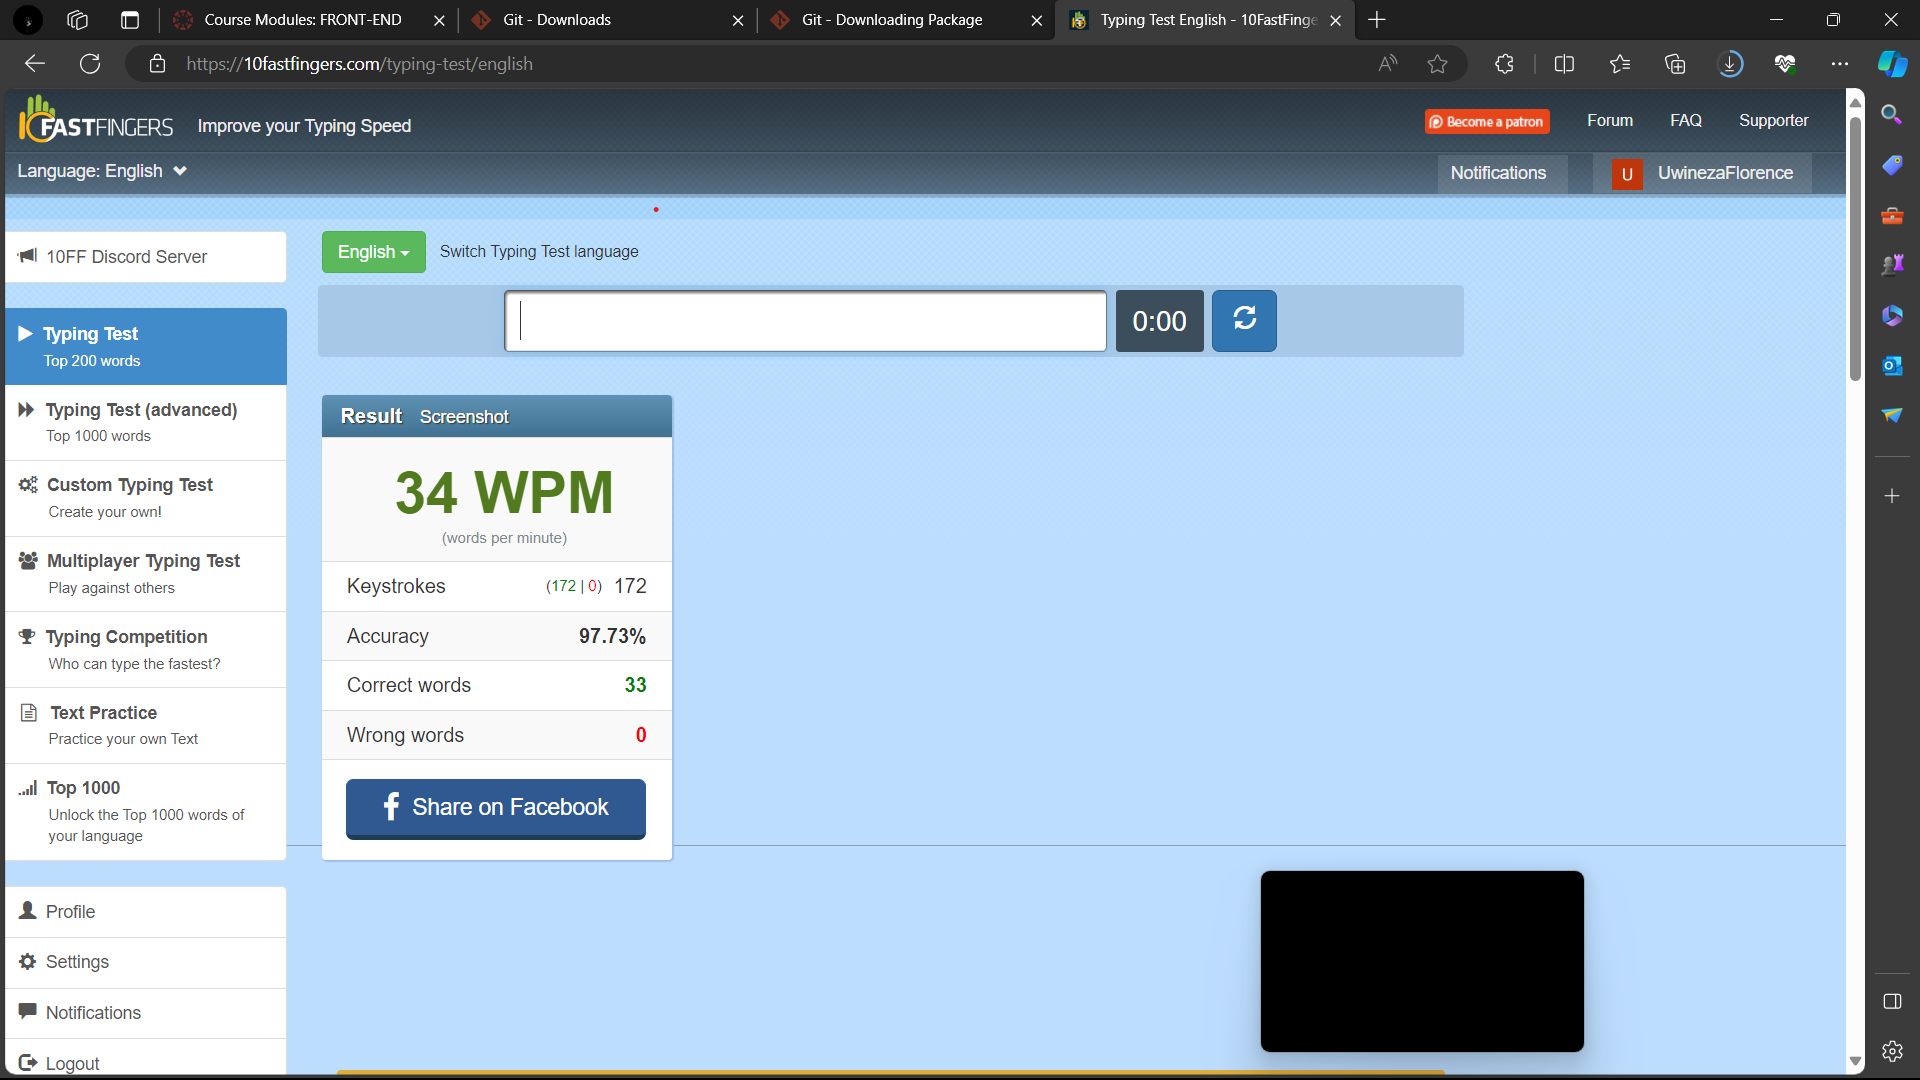 Course Modules: FRONT-END
Git - Downloads
Git - Downloading Package
Typing Test English - 10FastFinge
https://10fastfingers.com/typing-test/english
10FASTFINGERS
Improve your Typing Speed
Become a patron
Forum
FAQ
Supporter
Language: English
Notifications
U
UwinezaFlorence
10FF Discord Server
English
Switch Typing Test language
0:00
Typing Test
Top 200 words
Typing Test (advanced)
Top 1000 words
Custom Typing Test
Create your own!
Multiplayer Typing Test
Play against others
Typing Competition
Who can type the fastest?
Text Practice
Practice your own Text
Top 1000
Unlock the Top 1000 words of
your language
Profile
Settings
Notifications
Logout
Result Screenshot
34 WPM
(words per minute)
Keystrokes (172 | 0) 172
Accuracy 97.73%
Correct words 33
Wrong words 0
f Share on Facebook